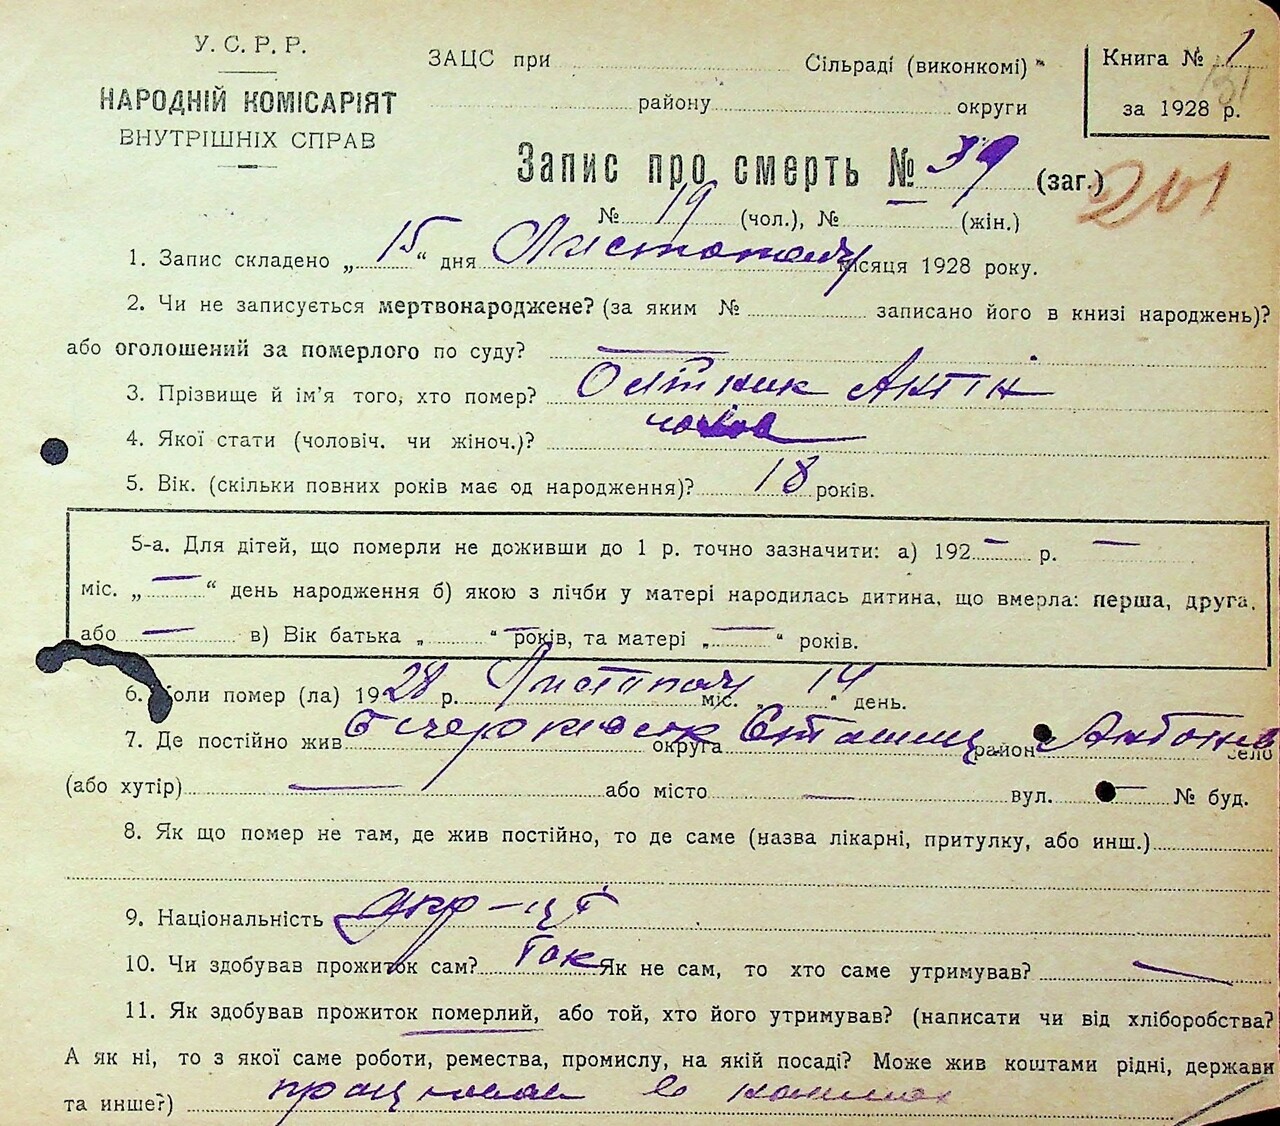 У. С. Р. Р.
НАРОДНІЙ КОМІСАРІЯТ
ВНУТРІШНІХ СПРАВ
ЗАЦС при Сільраді (виконкомі)
району округи
Книга № 1
за 1928 р.
Запис про смерть № 39 (заг.) 201
№ 19 (чол.), № (жін.)
1. Запис складено „ 15 “ дня Листопаду місяця 1928 року.
2. Чи не записується мертвонароджене? (за яким № записано його в книзі народжень)?
або оголошений за померлого по суду? —
3. Прізвище й ім'я того, хто помер? Олійник Антін
4. Якої статі (чоловіч. чи жіноч.)?
5. Вік. (скільки повних років має од народження)? 18 років.
5-а. Для дітей, що померли не доживши до 1 р. точно зазначити: а) 192 — р. —
міс. „ — “ день народження б) якою з лічби у матері народилась дитина, що вмерла: перша, друга,
або — в) Вік батька „ — “ років, та матері „ — “ років.
6. Коли помер (ла) 1928 р. Листопаду міс. „ 14 “ день.
7. Де постійно жив округа район село
(або хутір) — або місто — вул. — № буд.
8. Як що помер не там, де жив постійно, то де саме (назва лікарні, притулку, або инш.)
9. Національність укр-ці
10. Чи здобував прожиток сам? Так Як не сам, то хто саме утримував? —
11. Як здобував прожиток померлий, або той, хто його утримував? (написати чи від хліборобства?
А як ні, то з якої саме роботи, ремества, промислу, на якій посаді? Може жив коштами рідні, держави
та инше?)